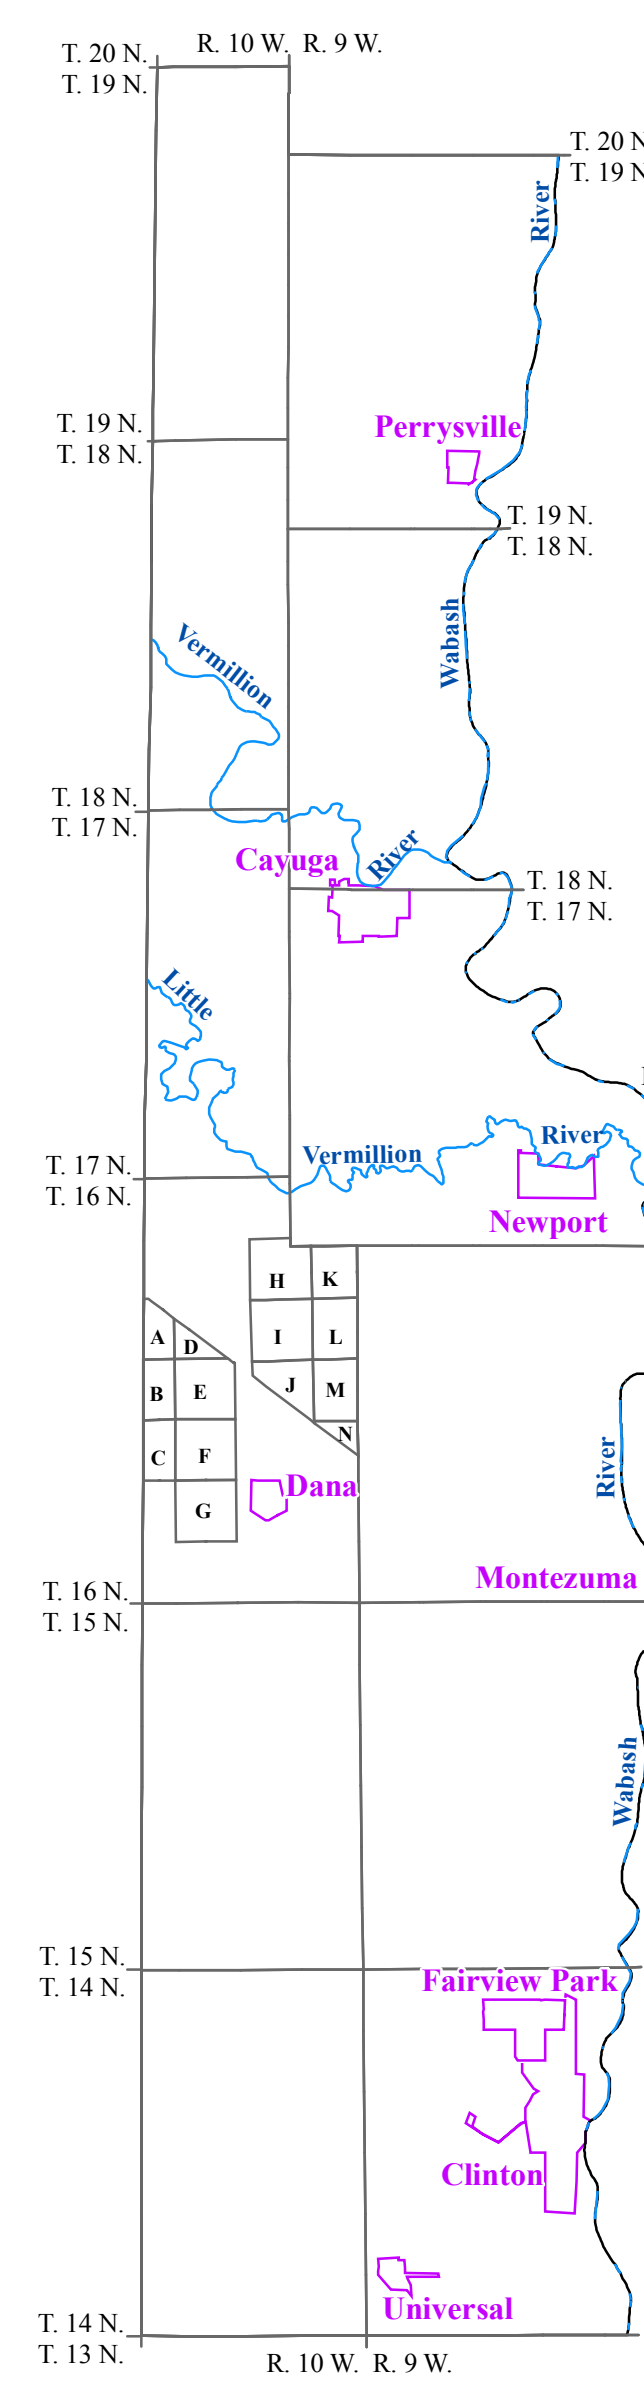 R. 10 W. R. 9 W.
T. 20 N.
T. 19 N.
T. 20 N
T. 19 N
River
T. 19 N.
T. 18 N.
Perrysville
T. 19 N.
T. 18 N.
Vermillion
Wabash
T. 18 N.
T. 17 N.
Cayuga
River
T. 18 N.
T. 17 N.
Little
T. 17 N.
T. 16 N.
Vermillion
River
Newport
H K
A D I L
B E J M
C F N
G
Dana
River
Montezuma
T. 16 N.
T. 15 N.
Wabash
T. 15 N.
T. 14 N.
Fairview Park
Clinton
Universal
T. 14 N.
T. 13 N.
R. 10 W. R. 9 W.